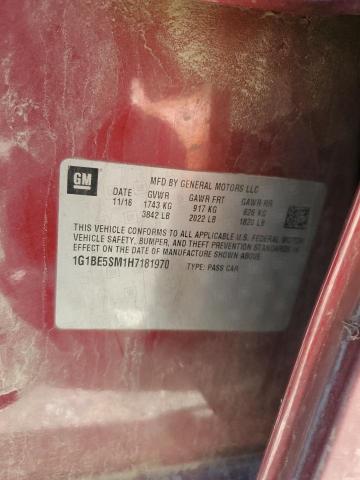 GM
MFD BY GENERAL MOTORS LLC
DATE GVWR GAWR FRT GAWR RR
11/16 1743 KG 917 KG 826 KG
3842 LB 2022 LB 1820 LB
THIS VEHICLE CONFORMS TO ALL APPLICABLE U.S. FEDERAL MOTOR
VEHICLE SAFETY, BUMPER, AND THEFT PREVENTION STANDARDS IN
EFFECT ON THE DATE OF MANUFACTURE SHOWN ABOVE.
1G1BE5SM1H7181970 TYPE: PASS CAR